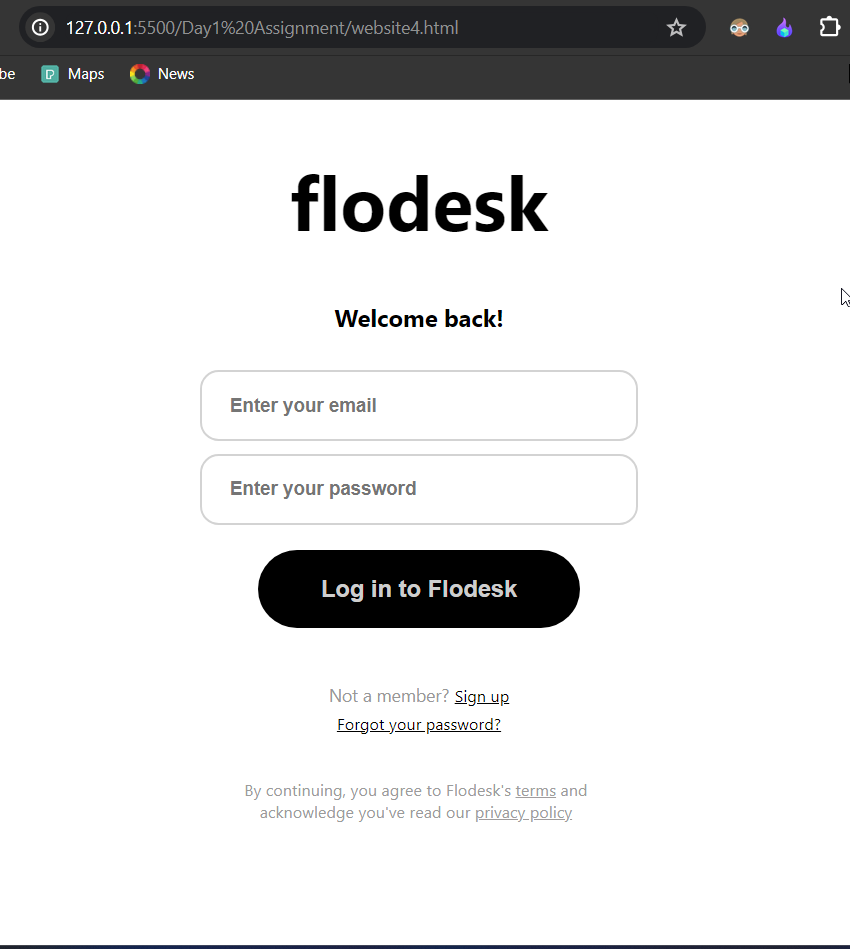 127.0.0.1:5500/Day1%20Assignment/website4.html
be Maps News
flodesk
Welcome back!
Enter your email
Enter your password
Log in to Flodesk
Not a member? Sign up
Forgot your password?
By continuing, you agree to Flodesk's terms and
acknowledge you've read our privacy policy